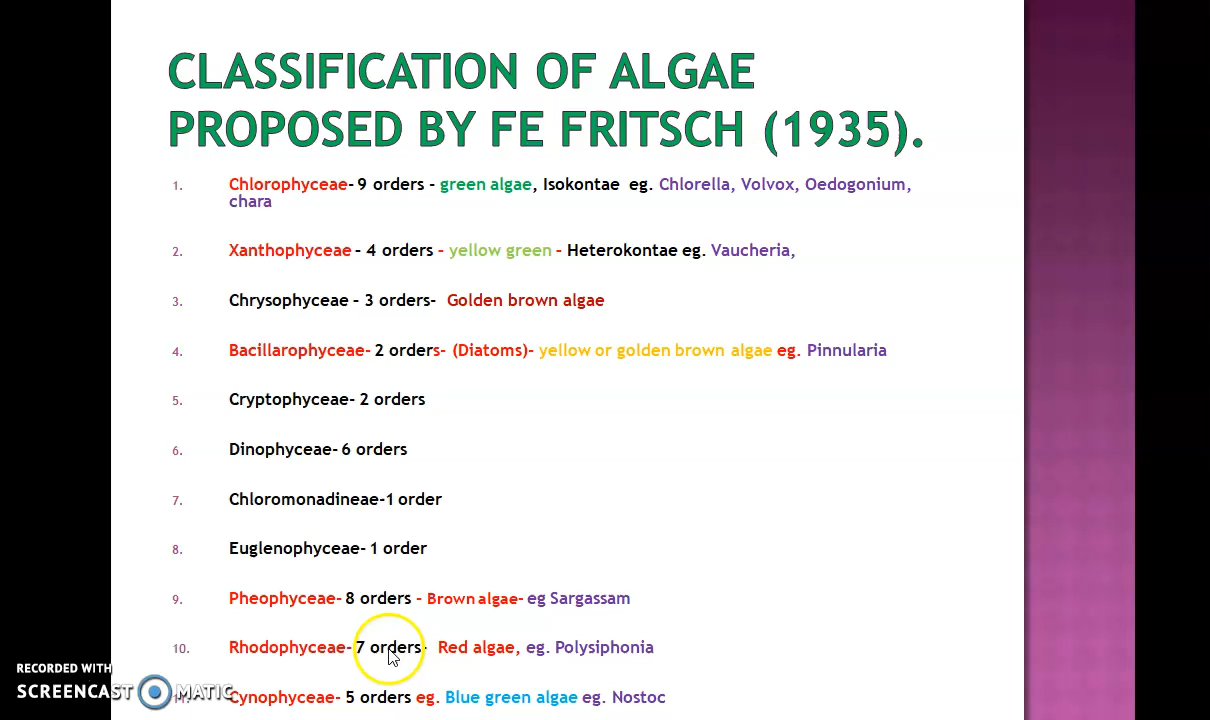 CLASSIFICATION OF ALGAE
PROPOSED BY FE FRITSCH (1935).
1. Chlorophyceae- 9 orders - green algae, Isokontae eg. Chlorella, Volvox, Oedogonium,
chara
2. Xanthophyceae – 4 orders – yellow green – Heterokontae eg. Vaucheria,
3. Chrysophyceae – 3 orders- Golden brown algae
4. Bacillarophyceae- 2 orders- (Diatoms)- yellow or golden brown algae eg. Pinnularia
5. Cryptophyceae- 2 orders
6. Dinophyceae- 6 orders
7. Chloromonadineae-1 order
8. Euglenophyceae- 1 order
9. Pheophyceae- 8 orders – Brown algae- eg Sargassam
10. Rhodophyceae- 7 orders- Red algae, eg. Polysiphonia
11. Cynophyceae- 5 orders eg. Blue green algae eg. Nostoc
RECORDED WITH
SCREENCAST MATIC